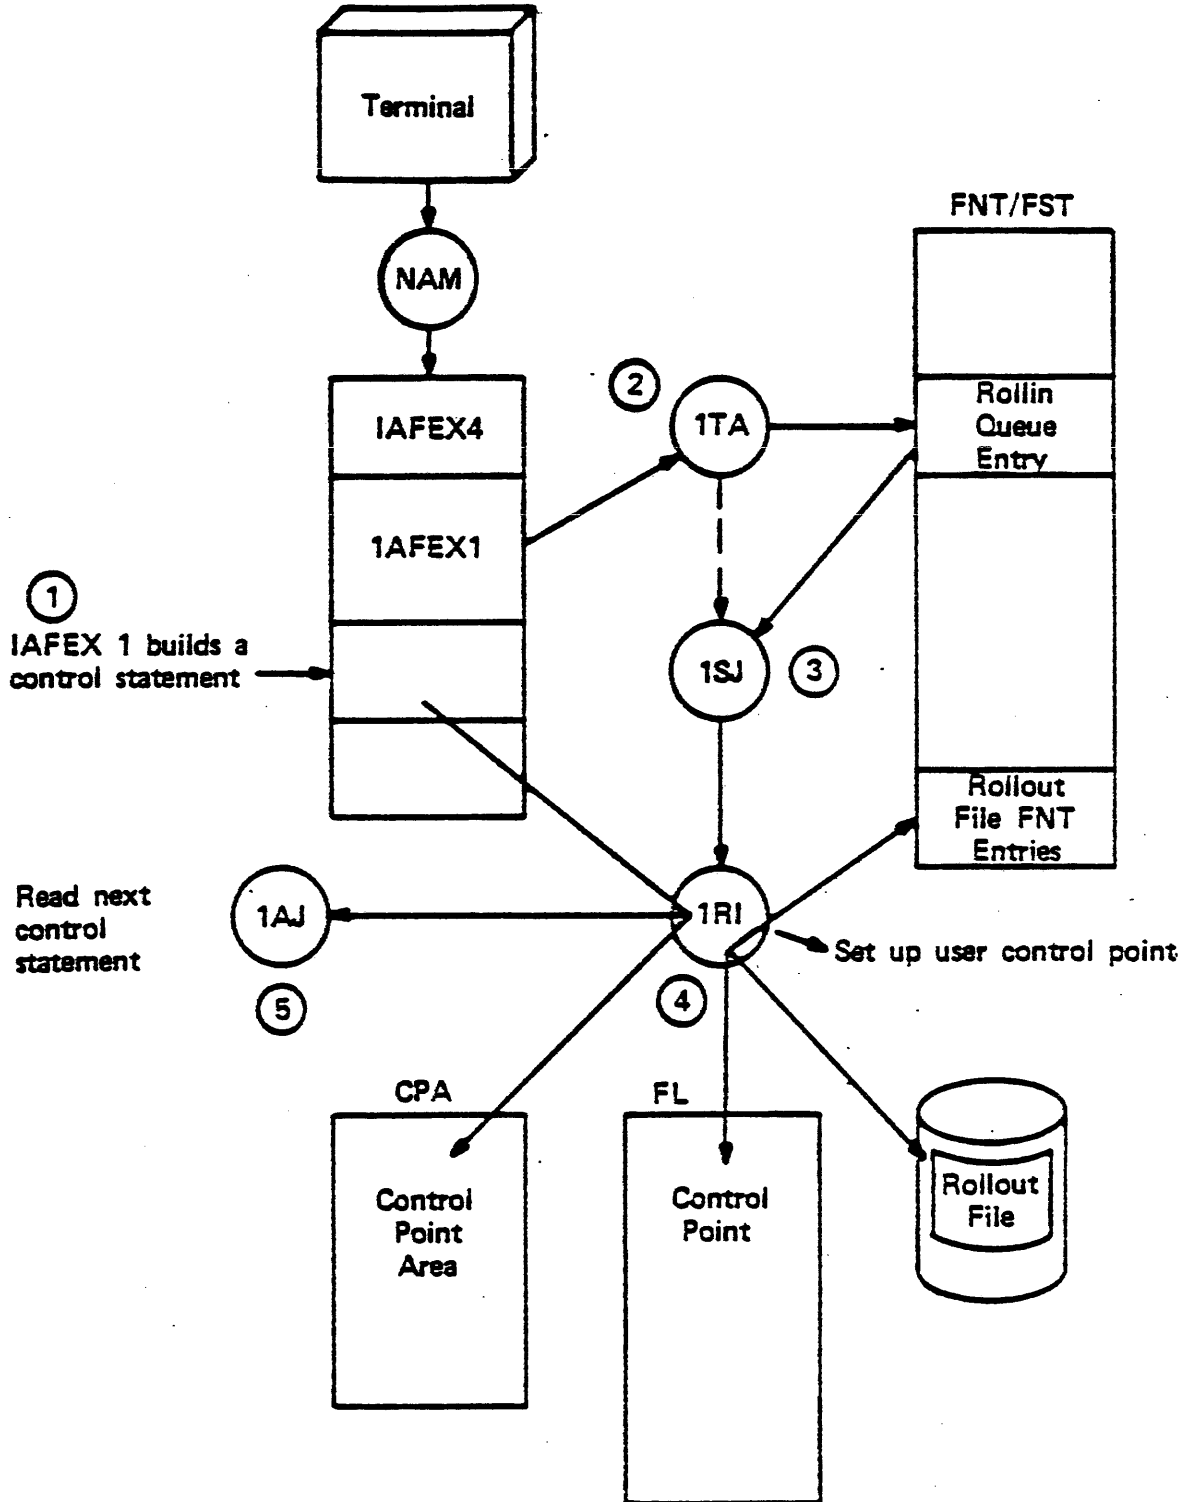 Terminal
FNT/FST
NAM
2
Rollin
Queue
Entry
1TA
IAFEX4
1AFEX1
1
IAFEX 1 builds a
control statement
1SJ
3
Rollout
File FNT
Entries
Read next
control
statement
1AJ
1RI
Set up user control point
5
4
CPA
FL
Control
Point
Area
Control
Point
Rollout
File